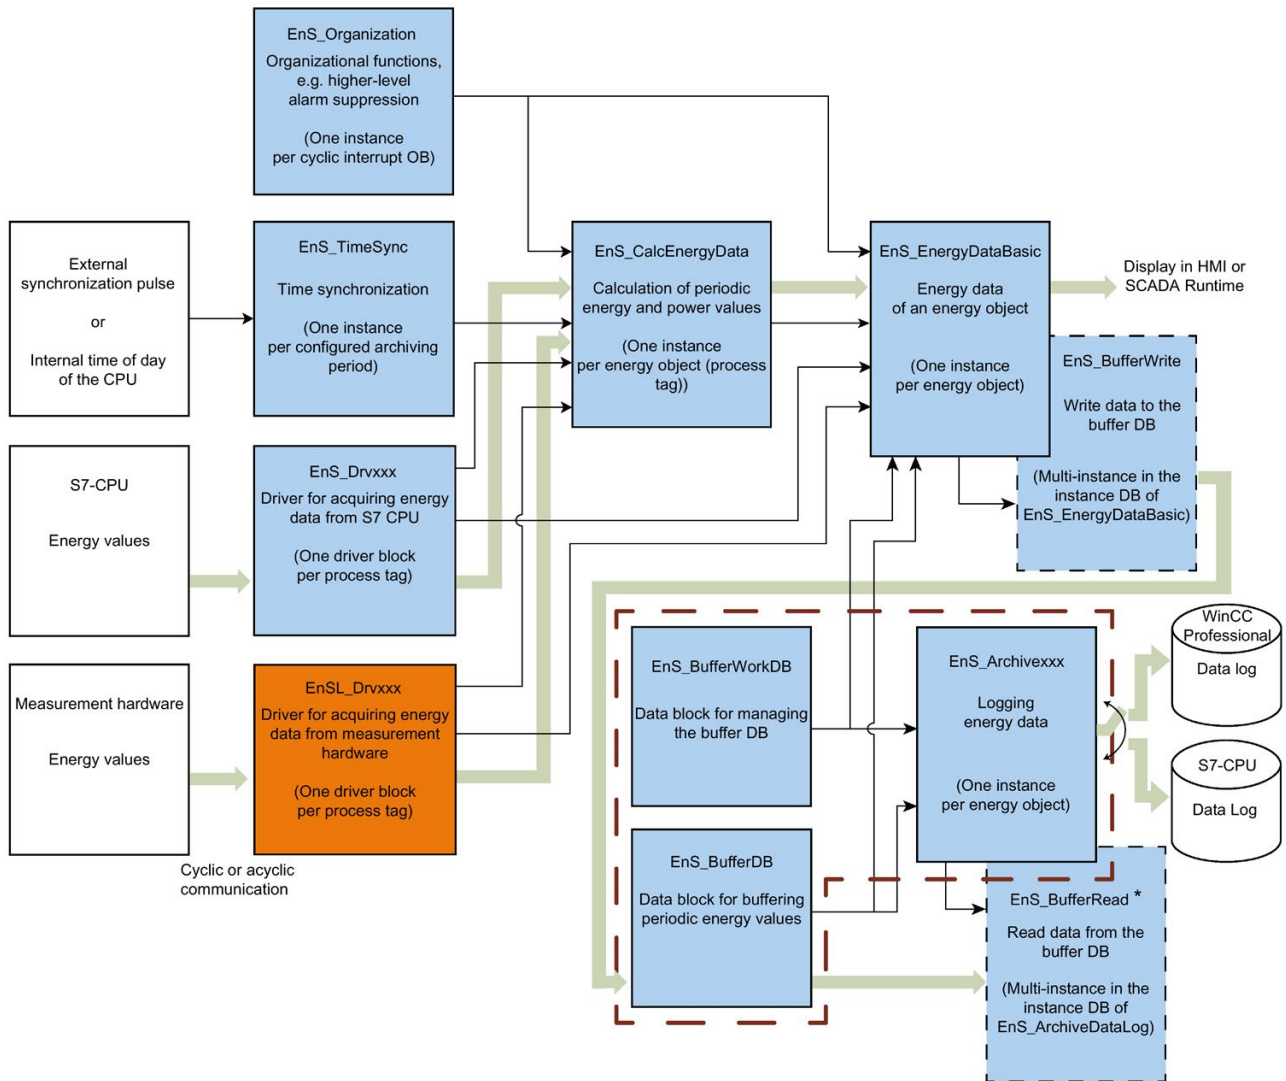 EnS_Organization
Organizational functions,
e.g. higher-level
alarm suppression
(One instance
per cyclic interrupt OB)
External
synchronization pulse
or
Internal time of day
of the CPU
EnS_TimeSync
Time synchronization
(One instance
per configured archiving
period)
EnS_CalcEnergyData
Calculation of periodic
energy and power values
(One instance
per energy object (process
tag))
EnS_EnergyDataBasic
Energy data
of an energy object
(One instance
per energy object)
Display in HMI or
SCADA Runtime
EnS_BufferWrite
Write data to the
buffer DB
(Multi-instance in the
instance DB of
EnS_EnergyDataBasic)
S7-CPU
Energy values
EnS_Drvxxx
Driver for acquiring energy
data from S7 CPU
(One driver block
per process tag)
Measurement hardware
Energy values
EnSL_Drvxxx
Driver for acquiring energy
data from measurement
hardware
(One driver block
per process tag)
Cyclic or acyclic
communication
EnS_BufferWorkDB
Data block for managing
the buffer DB
EnS_Archivexxx
Logging
energy data
(One instance
per energy object)
WinCC
Professional
Data log
S7-CPU
Data Log
EnS_BufferDB
Data block for buffering
periodic energy values
EnS_BufferRead *
Read data from the
buffer DB
(Multi-instance in the
instance DB of
EnS_ArchiveDataLog)